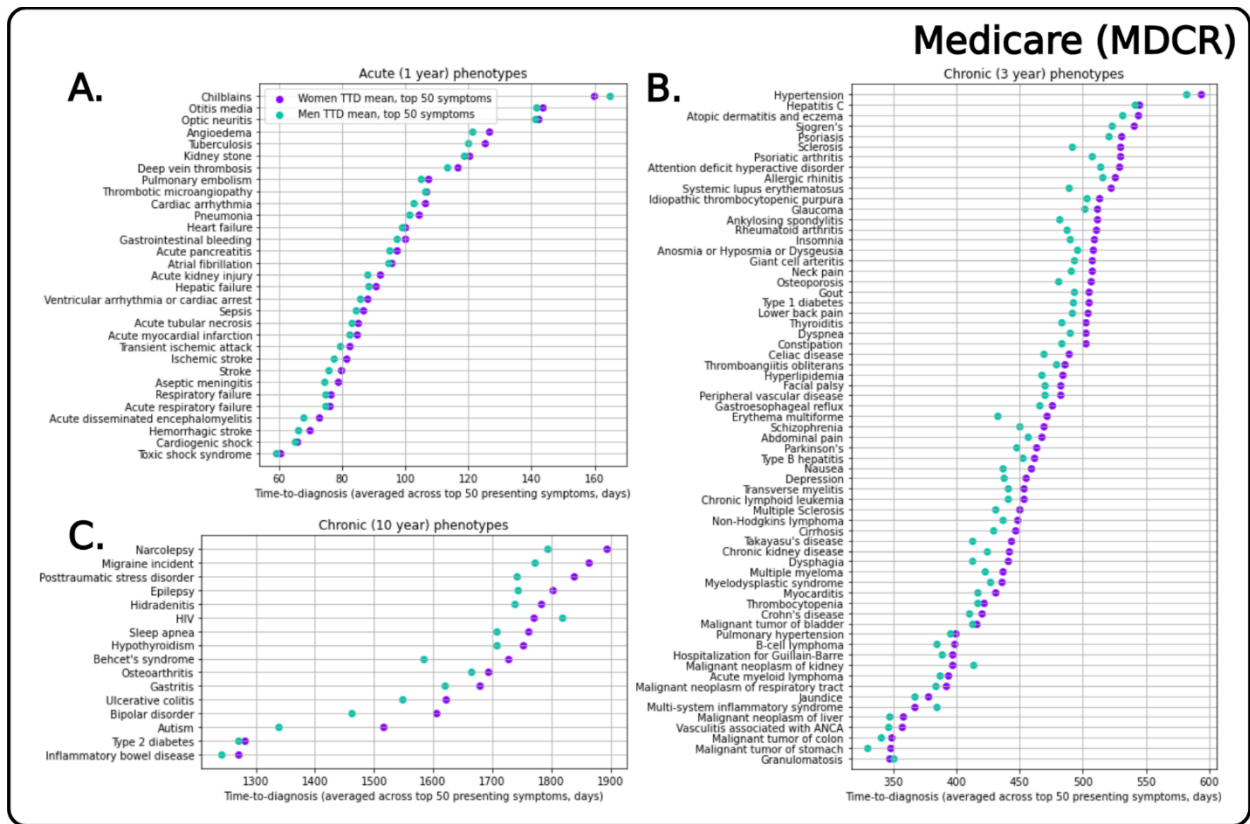 Medicare (MDCR)
A.
Acute (1 year) phenotypes
Women TTD mean, top 50 symptoms
Men TTD mean, top 50 symptoms
Chilblains
Otitis media
Optic neuritis
Angioedema
Tuberculosis
Kidney stone
Deep vein thrombosis
Pulmonary embolism
Thrombotic microangiopathy
Cardiac arrhythmia
Pneumonia
Heart failure
Gastrointestinal bleeding
Acute pancreatitis
Atrial fibrillation
Acute kidney injury
Hepatic failure
Ventricular arrhythmia or cardiac arrest
Sepsis
Acute tubular necrosis
Acute myocardial infarction
Transient ischemic attack
Ischemic stroke
Stroke
Aseptic meningitis
Respiratory failure
Acute respiratory failure
Acute disseminated encephalomyelitis
Hemorrhagic stroke
Cardiogenic shock
Toxic shock syndrome
60 80 100 120 140 160
Time-to-diagnosis (averaged across top 50 presenting symptoms, days)
B.
Chronic (3 year) phenotypes
Hypertension
Hepatitis C
Atopic dermatitis and eczema
Sjogren's
Psoriasis
Sclerosis
Psoriatic arthritis
Attention deficit hyperactive disorder
Allergic rhinitis
Systemic lupus erythematosus
Idiopathic thrombocytopenic purpura
Glaucoma
Ankylosing spondylitis
Rheumatoid arthritis
Insomnia
Anosmia or Hyposmia or Dysgeusia
Giant cell arteritis
Neck pain
Osteoporosis
Gout
Type 1 diabetes
Lower back pain
Thyroiditis
Dyspnea
Constipation
Celiac disease
Thromboangiitis obliterans
Hyperlipidemia
Facial palsy
Peripheral vascular disease
Gastroesophageal reflux
Erythema multiforme
Schizophrenia
Abdominal pain
Parkinson's
Type B hepatitis
Nausea
Depression
Transverse myelitis
Chronic lymphoid leukemia
Multiple Sclerosis
Non-Hodgkins lymphoma
Cirrhosis
Takayasu's disease
Chronic kidney disease
Dysphagia
Multiple myeloma
Myelodysplastic syndrome
Myocarditis
Thrombocytopenia
Crohn's disease
Malignant tumor of bladder
Pulmonary hypertension
B-cell lymphoma
Hospitalization for Guillain-Barre
Malignant neoplasm of kidney
Acute myeloid lymphoma
Malignant neoplasm of respiratory tract
Jaundice
Multi-system inflammatory syndrome
Malignant neoplasm of liver
Vasculitis associated with ANCA
Malignant tumor of colon
Malignant tumor of stomach
Granulomatosis
350 400 450 500 550 600
Time-to-diagnosis (averaged across top 50 presenting symptoms, days)
C.
Chronic (10 year) phenotypes
Narcolepsy
Migraine incident
Posttraumatic stress disorder
Epilepsy
Hidradenitis
HIV
Sleep apnea
Hypothyroidism
Behcet's syndrome
Osteoarthritis
Gastritis
Ulcerative colitis
Bipolar disorder
Autism
Type 2 diabetes
Inflammatory bowel disease
1300 1400 1500 1600 1700 1800 1900
Time-to-diagnosis (averaged across top 50 presenting symptoms, days)